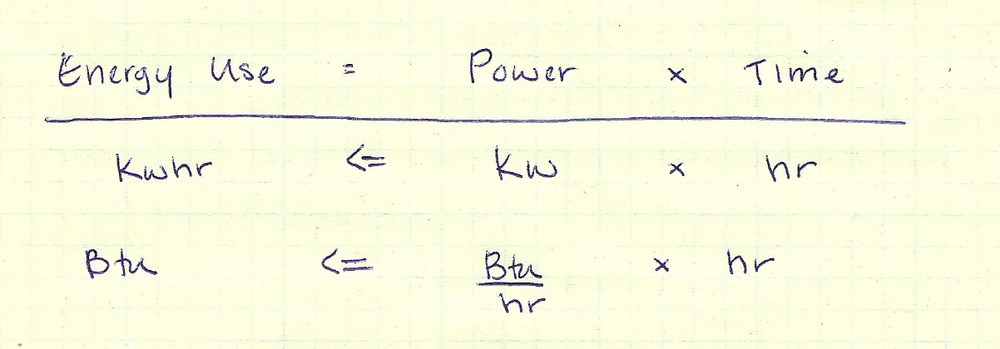 Energy Use = Power x Time
Kwhr <= Kw x hr
Btu <= Btu x hr
hr